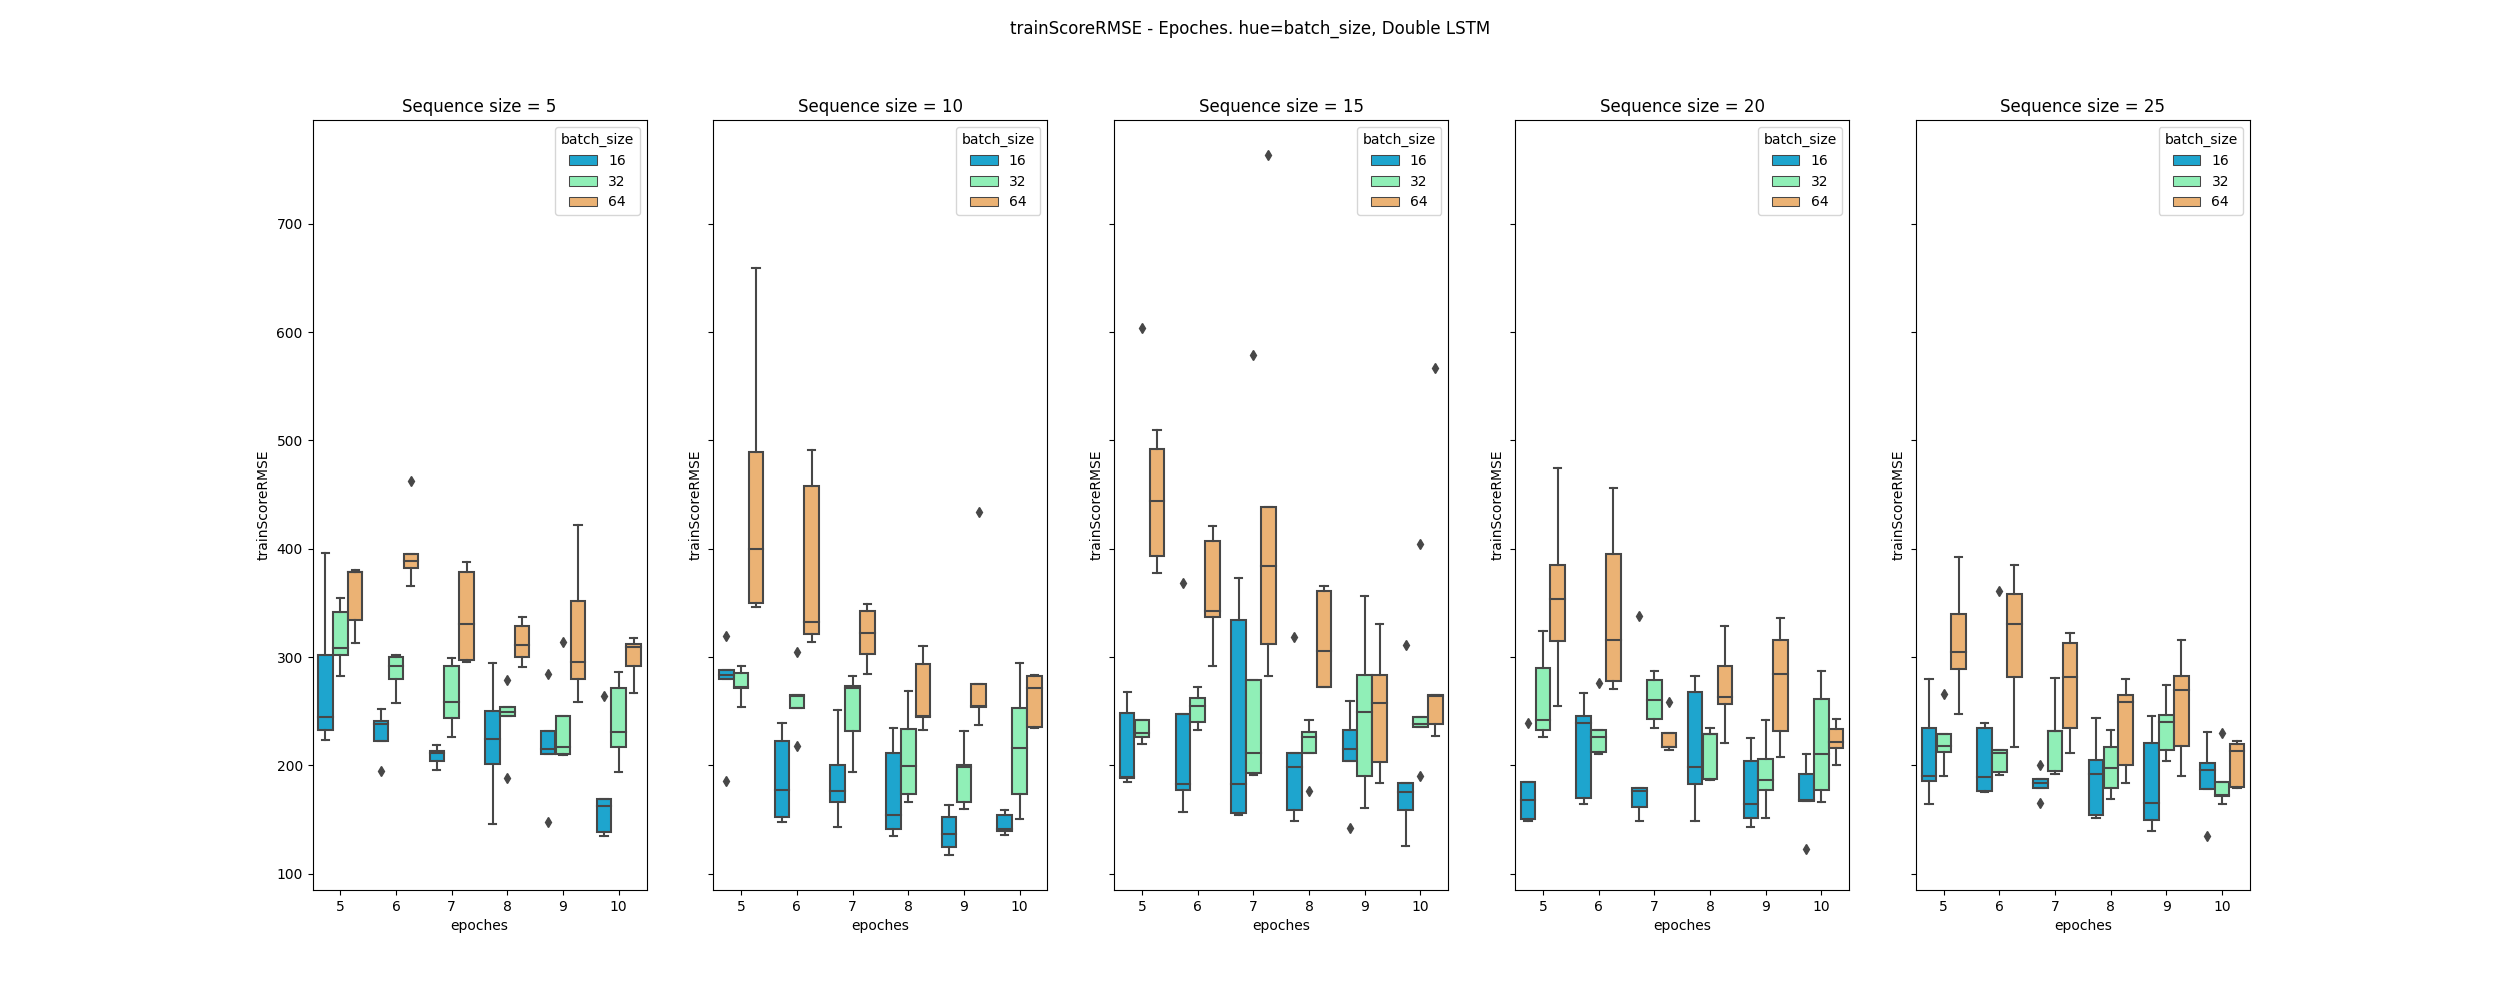 trainScoreRMSE - Epoches. hue=batch_size, Double LSTM
Sequence size = 5
trainScoreRMSE
700
600
500
400
300
200
100
batch_size
16
32
64
5 6 7 8 9 10
epoches
Sequence size = 10
trainScoreRMSE
batch_size
16
32
64
5 6 7 8 9 10
epoches
Sequence size = 15
trainScoreRMSE
batch_size
16
32
64
5 6 7 8 9 10
epoches
Sequence size = 20
trainScoreRMSE
batch_size
16
32
64
5 6 7 8 9 10
epoches
Sequence size = 25
trainScoreRMSE
batch_size
16
32
64
5 6 7 8 9 10
epoches